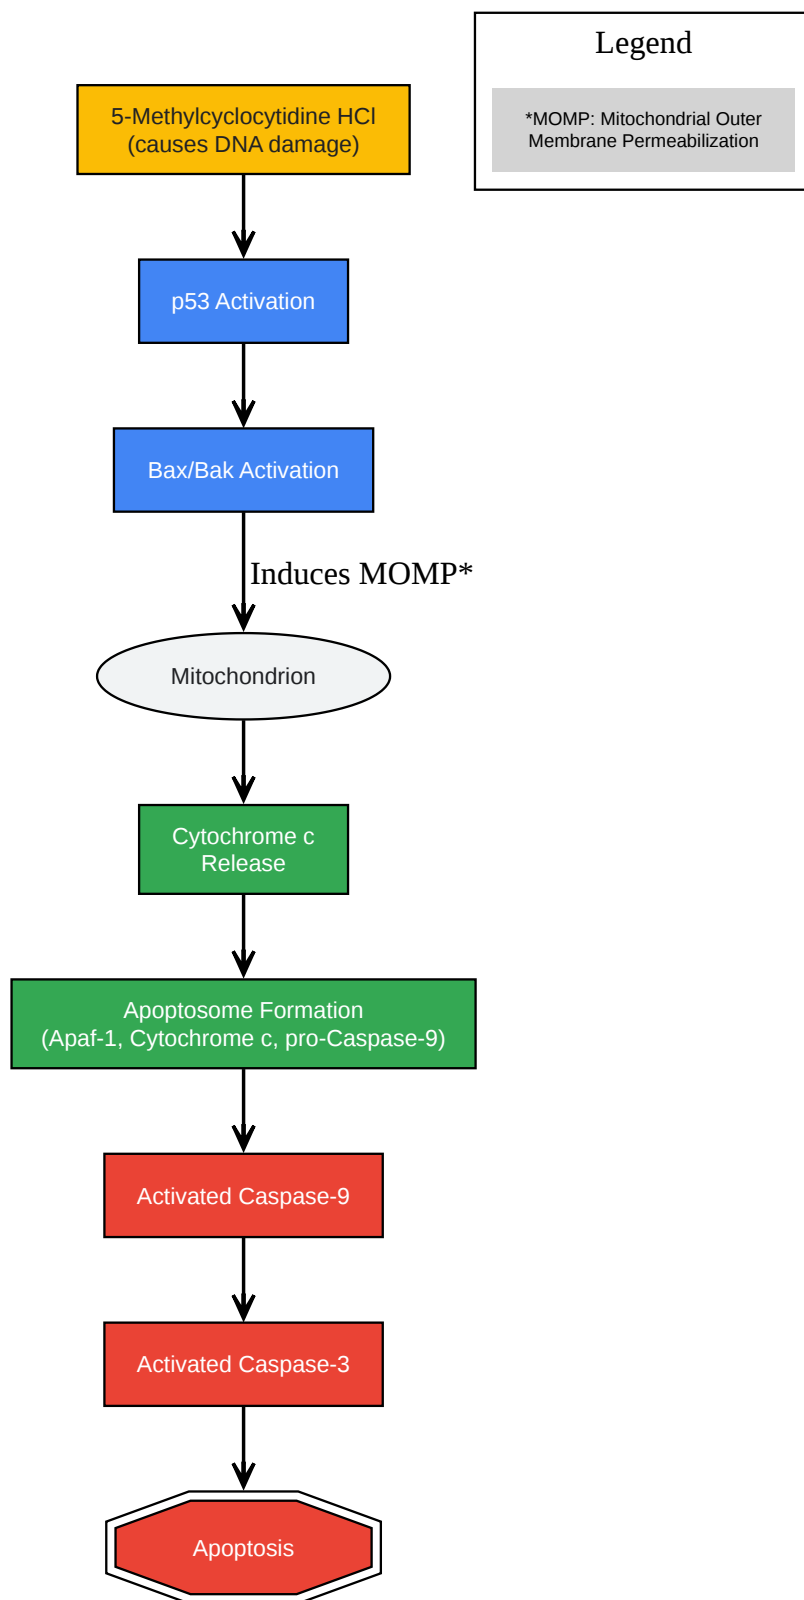 Legend
*MOMP: Mitochondrial Outer
Membrane Permeabilization
5-Methylcyclocytidine HCl
(causes DNA damage)
p53 Activation
Bax/Bak Activation
Induces MOMP*
Mitochondrion
Cytochrome c
Release
Apoptosome Formation
(Apaf-1, Cytochrome c, pro-Caspase-9)
Activated Caspase-9
Activated Caspase-3
Apoptosis